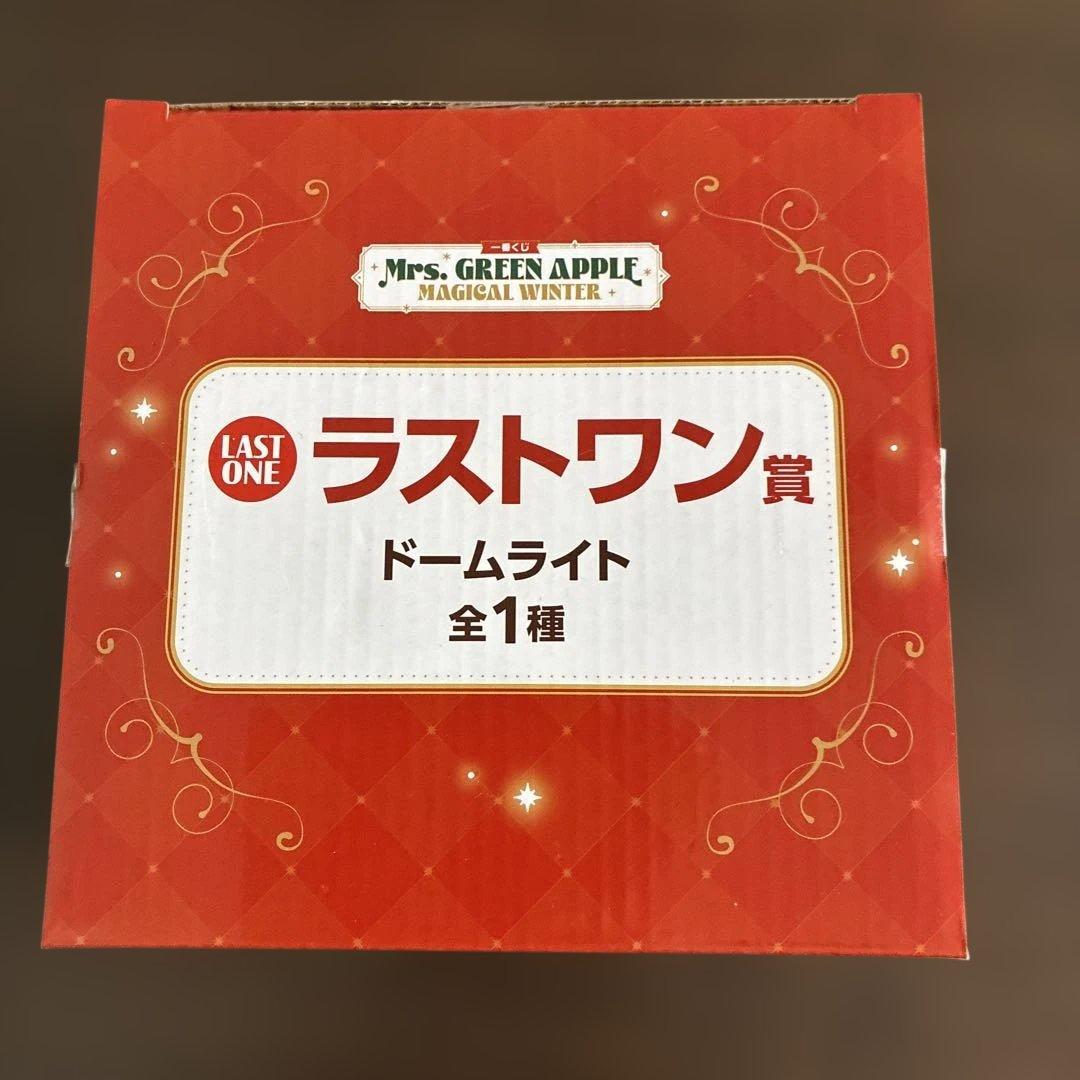 一番くじ
Mrs. GREEN APPLE
MAGICAL WINTER
LAST
ONE
ラストワン賞
ドームライト
全1種